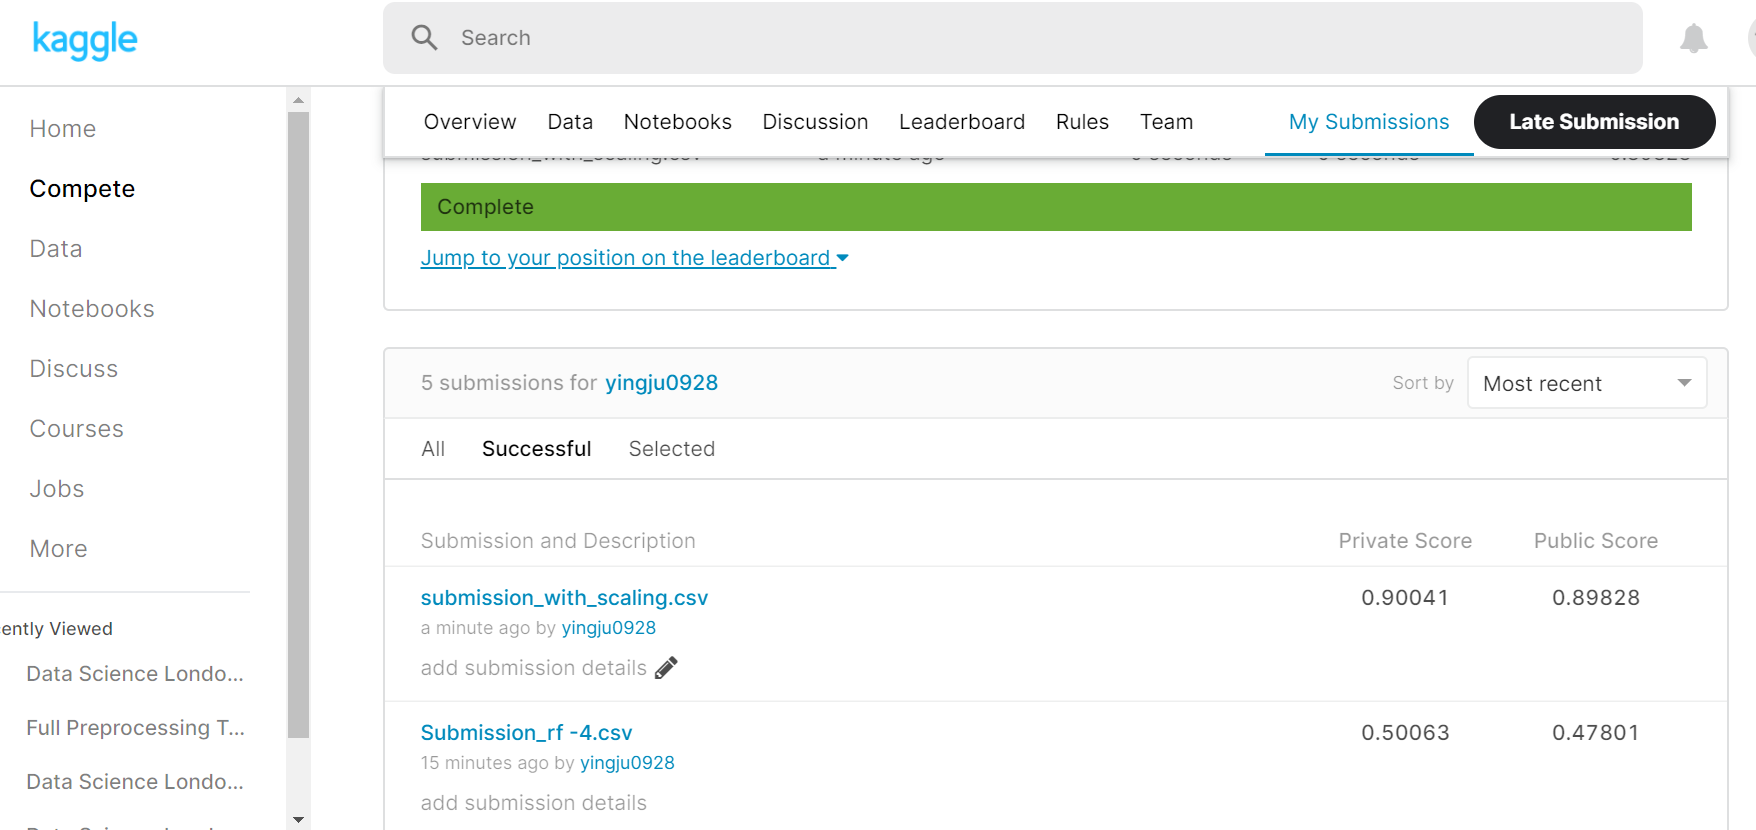 kaggle
Search
Home
Compete
Data
Notebooks
Discuss
Courses
Jobs
More
ently Viewed
Data Science Londo...
Full Preprocessing T...
Data Science Londo...
Overview Data Notebooks Discussion Leaderboard Rules Team My Submissions Late Submission
Complete
Jump to your position on the leaderboard
5 submissions for yingju0928 Sort by Most recent
All Successful Selected
Submission and Description Private Score Public Score
submission_with_scaling.csv 0.90041 0.89828
a minute ago by yingju0928
add submission details
Submission_rf -4.csv 0.50063 0.47801
15 minutes ago by yingju0928
add submission details